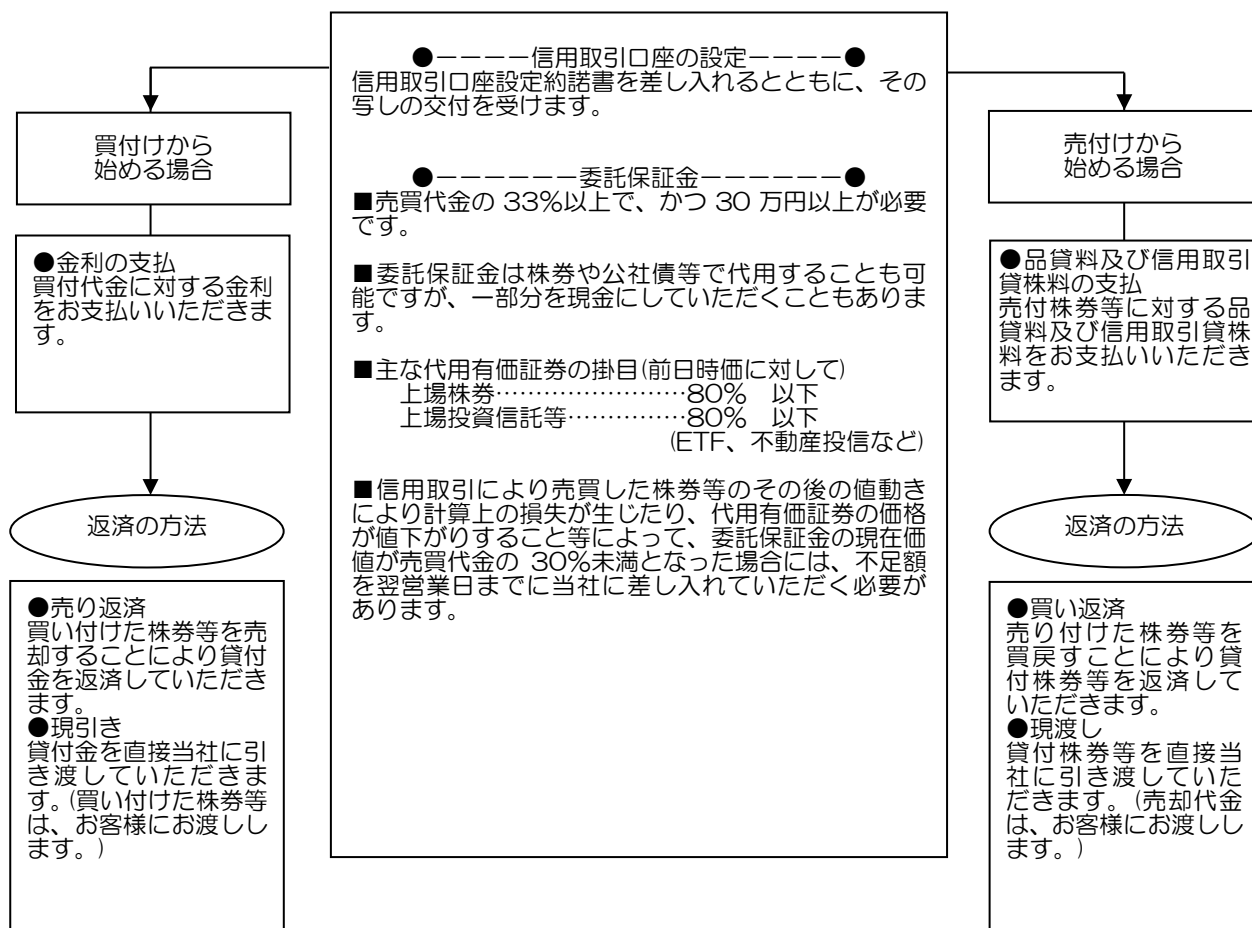 ●－－－－信用取引口座の設定－－－－●
信用取引口座設定約諾書を差し入れるとともに、その
写しの交付を受けます。
●－－－－－－委託保証金－－－－－－●
■売買代金の 33％以上で、かつ 30 万円以上が必要
です。
■委託保証金は株券や公社債等で代用することも可
能ですが、一部分を現金にしていただくこともありま
す。
■主な代用有価証券の掛目(前日時価に対して)
上場株券……………………80％　以下
上場投資信託等……………80％　以下
(ETF、不動産投信など)
■信用取引により売買した株券等のその後の値動き
により計算上の損失が生じたり、代用有価証券の価格
が値下がりすること等によって、委託保証金の現在価
値が売買代金の 30％未満となった場合には、不足額
を翌営業日までに当社に差し入れていただく必要が
あります。
買付けから
始める場合
●金利の支払
買付代金に対する金利
をお支払いいただきま
す。
返済の方法
●売り返済
買い付けた株券等を売
却することにより貸付
金を返済していただき
ます。
●現引き
貸付金を直接当社に引
き渡していただきま
す。(買い付けた株券等
は、お客様にお渡しし
ます。)
売付けから
始める場合
●品貸料及び信用取引
貸株料の支払
売付株券等に対する品
貸料及び信用取引貸株
料をお支払いいただき
ます。
返済の方法
●買い返済
売り付けた株券等を
買戻すことにより貸
付株券等を返済して
いただきます。
●現渡し
貸付株券等を直接当
社に引き渡していた
だきます。(売却代金
は、お客様にお渡しし
ます。)